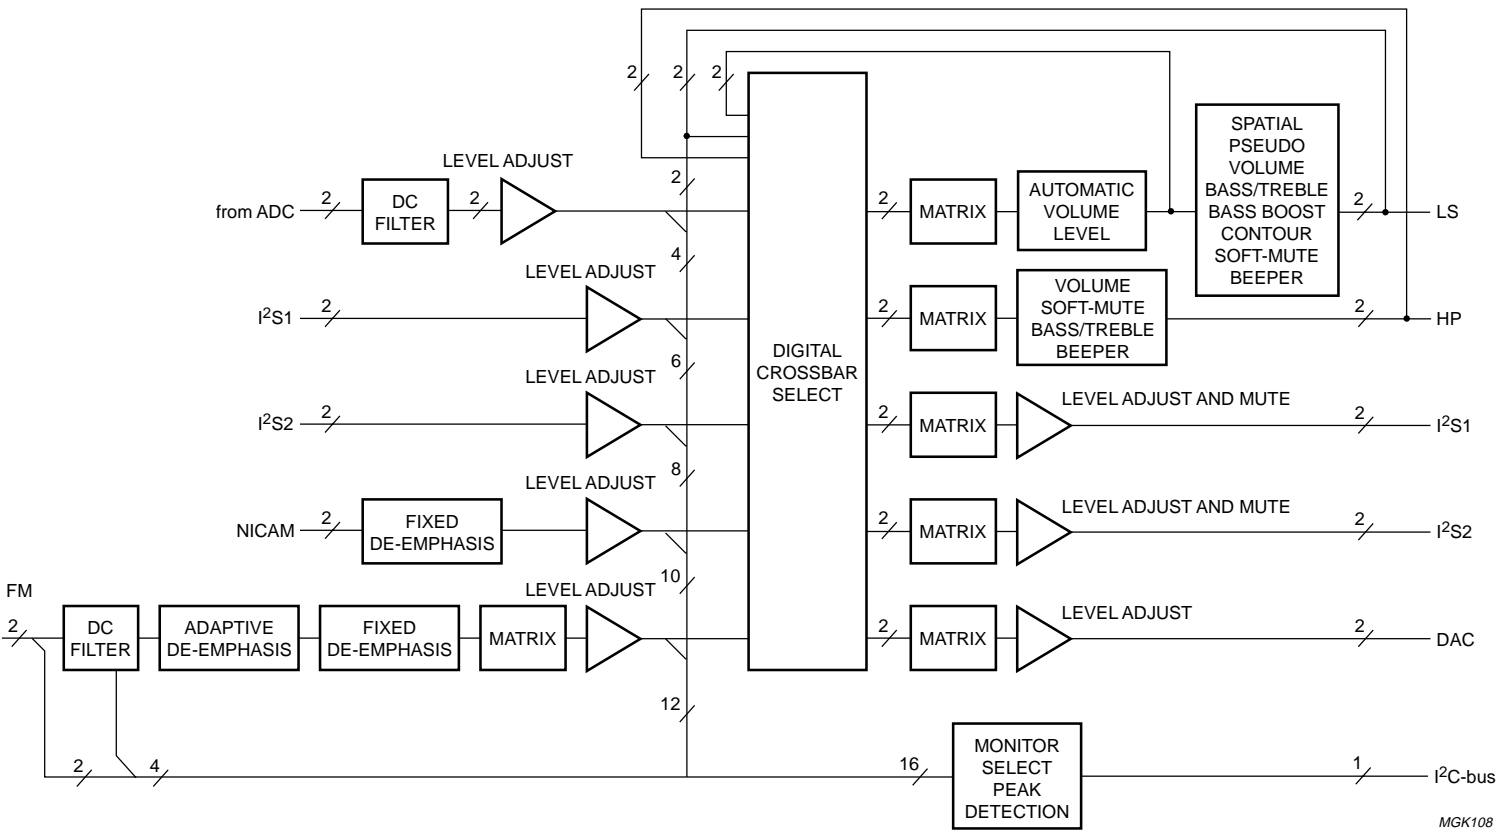 2 2 2
LEVEL ADJUST
from ADC 2
DC
FILTER
2
2
4
LEVEL ADJUST
I²S1 2
6
LEVEL ADJUST
I²S2 2
8
LEVEL ADJUST
NICAM 2
FIXED
DE-EMPHASIS
10
LEVEL ADJUST
FM
2
DC
FILTER
ADAPTIVE
DE-EMPHASIS
FIXED
DE-EMPHASIS
MATRIX
12
2 4
DIGITAL
CROSSBAR
SELECT
2
MATRIX
AUTOMATIC
VOLUME
LEVEL
SPATIAL
PSEUDO
VOLUME
BASS/TREBLE
BASS BOOST
CONTOUR
SOFT-MUTE
BEEPER
2 LS
2
MATRIX
VOLUME
SOFT-MUTE
BASS/TREBLE
BEEPER
2 HP
2
MATRIX
LEVEL ADJUST AND MUTE
2 I²S1
2
MATRIX
LEVEL ADJUST AND MUTE
2 I²S2
2
MATRIX
LEVEL ADJUST
2 DAC
16
MONITOR
SELECT
PEAK
DETECTION
1 I²C-bus
MGK108